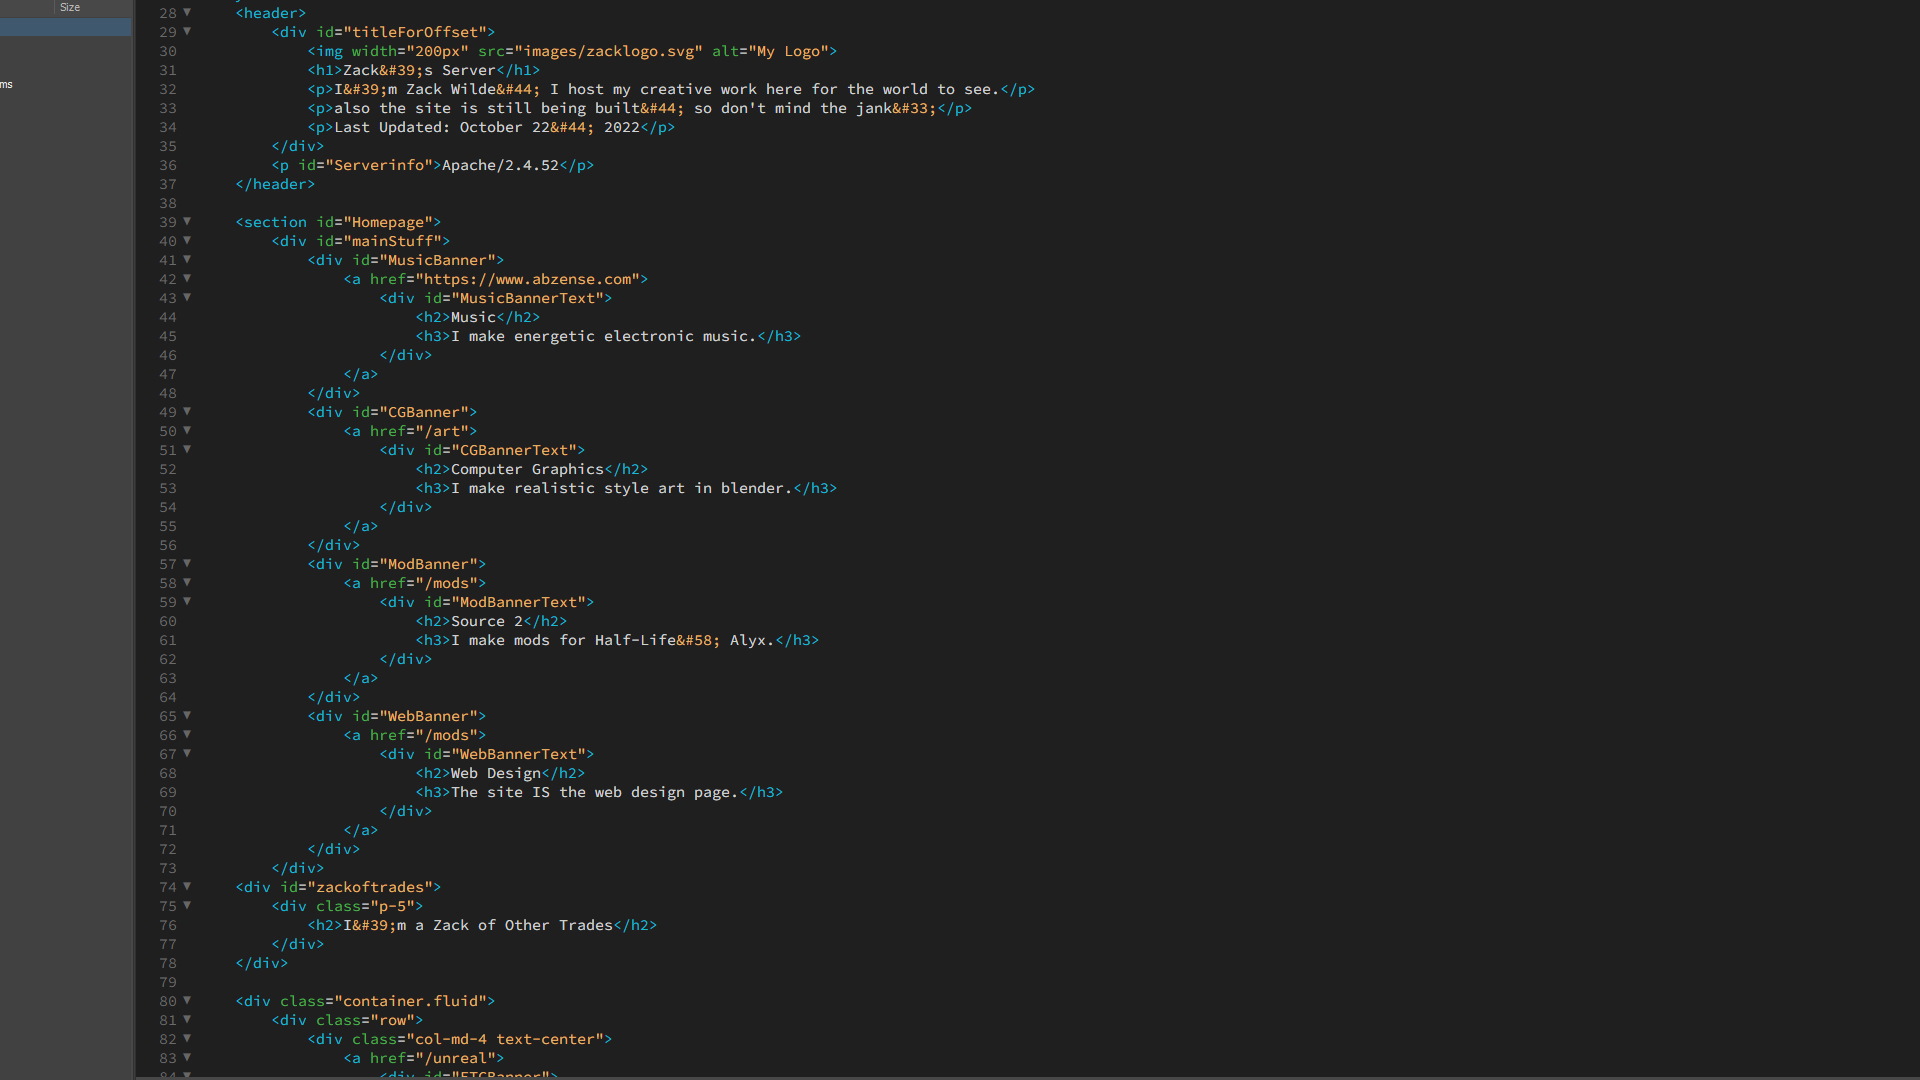 Size
ms
28 ▼ <header>
29 ▼ <div id="titleForOffset">
30 <img width="200px" src="images/zacklogo.svg" alt="My Logo">
31 <h1>Zack&#39;s Server</h1>
32 <p>I&#39;m Zack Wilde&#44; I host my creative work here for the world to see.</p>
33 <p>also the site is still being built&#44; so don't mind the jank&#33;</p>
34 <p>Last Updated: October 22&#44; 2022</p>
35 </div>
36 <p id="Serverinfo">Apache/2.4.52</p>
37 </header>
38
39 ▼ <section id="Homepage">
40 ▼ <div id="mainStuff">
41 ▼ <div id="MusicBanner">
42 ▼ <a href="https://www.abzense.com">
43 ▼ <div id="MusicBannerText">
44 <h2>Music</h2>
45 <h3>I make energetic electronic music.</h3>
46 </div>
47 </a>
48 </div>
49 ▼ <div id="CGBanner">
50 ▼ <a href="/art">
51 ▼ <div id="CGBannerText">
52 <h2>Computer Graphics</h2>
53 <h3>I make realistic style art in blender.</h3>
54 </div>
55 </a>
56 </div>
57 ▼ <div id="ModBanner">
58 ▼ <a href="/mods">
59 ▼ <div id="ModBannerText">
60 <h2>Source 2</h2>
61 <h3>I make mods for Half-Life&#58; Alyx.</h3>
62 </div>
63 </a>
64 </div>
65 ▼ <div id="WebBanner">
66 ▼ <a href="/mods">
67 ▼ <div id="WebBannerText">
68 <h2>Web Design</h2>
69 <h3>The site IS the web design page.</h3>
70 </div>
71 </a>
72 </div>
73 </div>
74 ▼ <div id="zackoftrades">
75 ▼ <div class="p-5">
76 <h2>I&#39;m a Zack of Other Trades</h2>
77 </div>
78 </div>
79
80 ▼ <div class="container.fluid">
81 ▼ <div class="row">
82 ▼ <div class="col-md-4 text-center">
83 ▼ <a href="/unreal">
84 ▼ <div